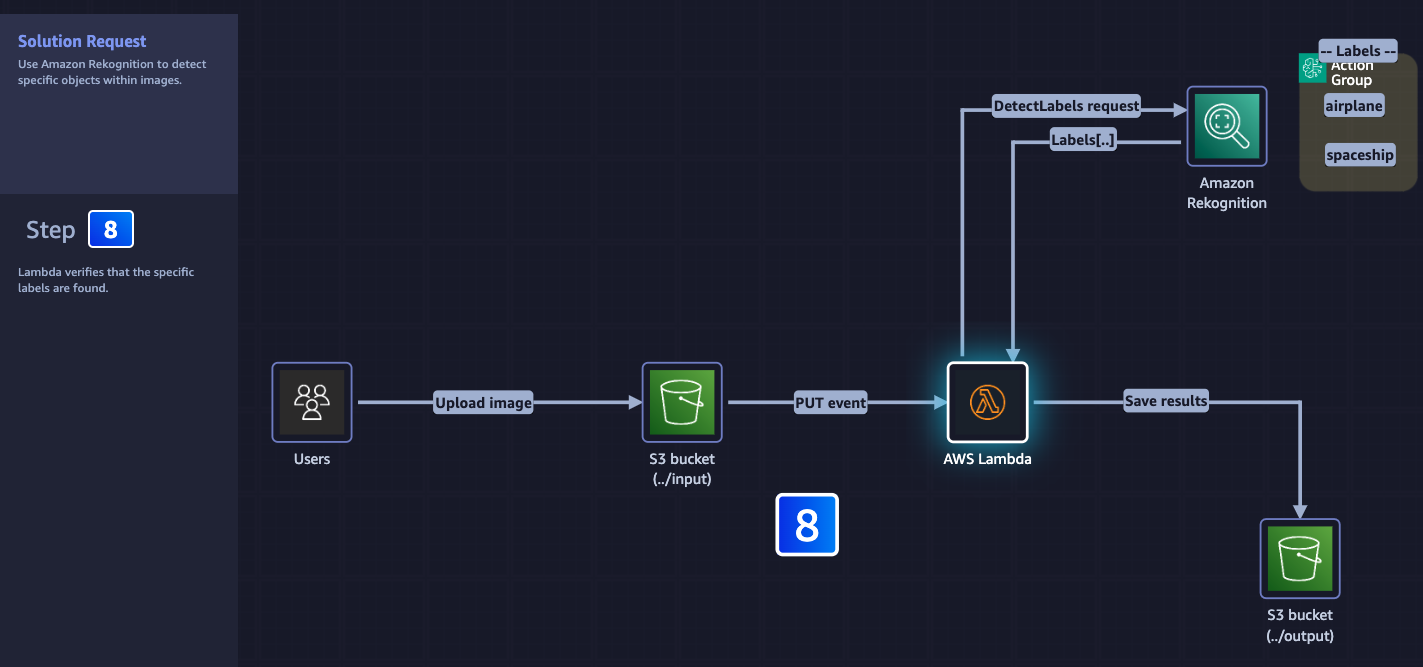 Solution Request
Use Amazon Rekognition to detect
specific objects within images.
Step 8
Lambda verifies that the specific
labels are found.
-- Labels --
Action
Group
airplane
spaceship
DetectLabels request
Labels[..]
Amazon
Rekognition
Upload image
PUT event
Save results
Users
S3 bucket
(../input)
AWS Lambda
8
S3 bucket
(../output)